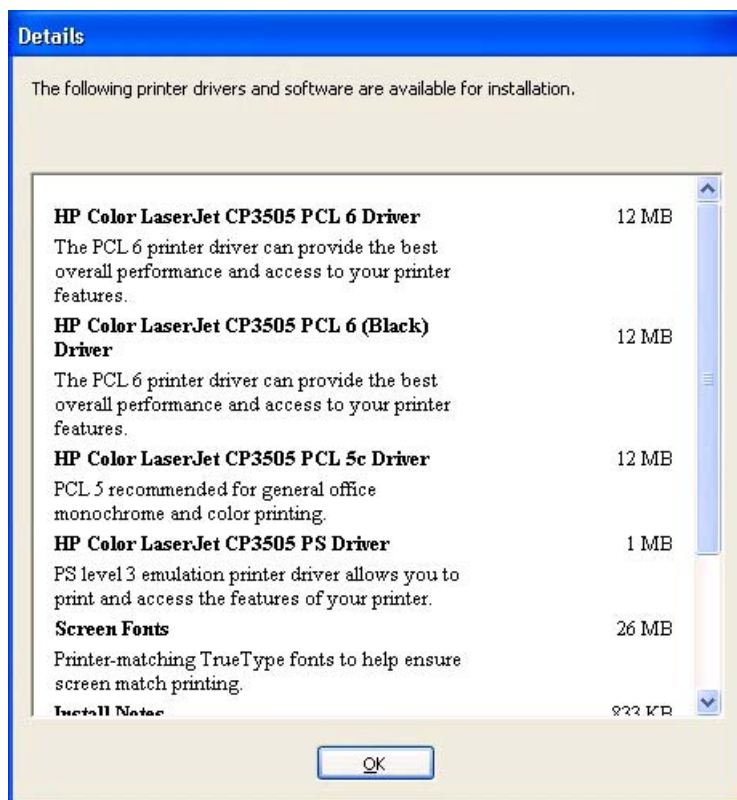 Details
The following printer drivers and software are available for installation.
HP Color LaserJet CP3505 PCL 6 Driver 12 MB
The PCL 6 printer driver can provide the best
overall performance and access to your printer
features.
HP Color LaserJet CP3505 PCL 6 (Black)
Driver 12 MB
The PCL 6 printer driver can provide the best
overall performance and access to your printer
features.
HP Color LaserJet CP3505 PCL 5c Driver 12 MB
PCL 5 recommended for general office
monochrome and color printing.
HP Color LaserJet CP3505 PS Driver 1 MB
PS level 3 emulation printer driver allows you to
print and access the features of your printer.
Screen Fonts 26 MB
Printer-matching TrueType fonts to help ensure
screen match printing.
Install Notes 833 KB
OK